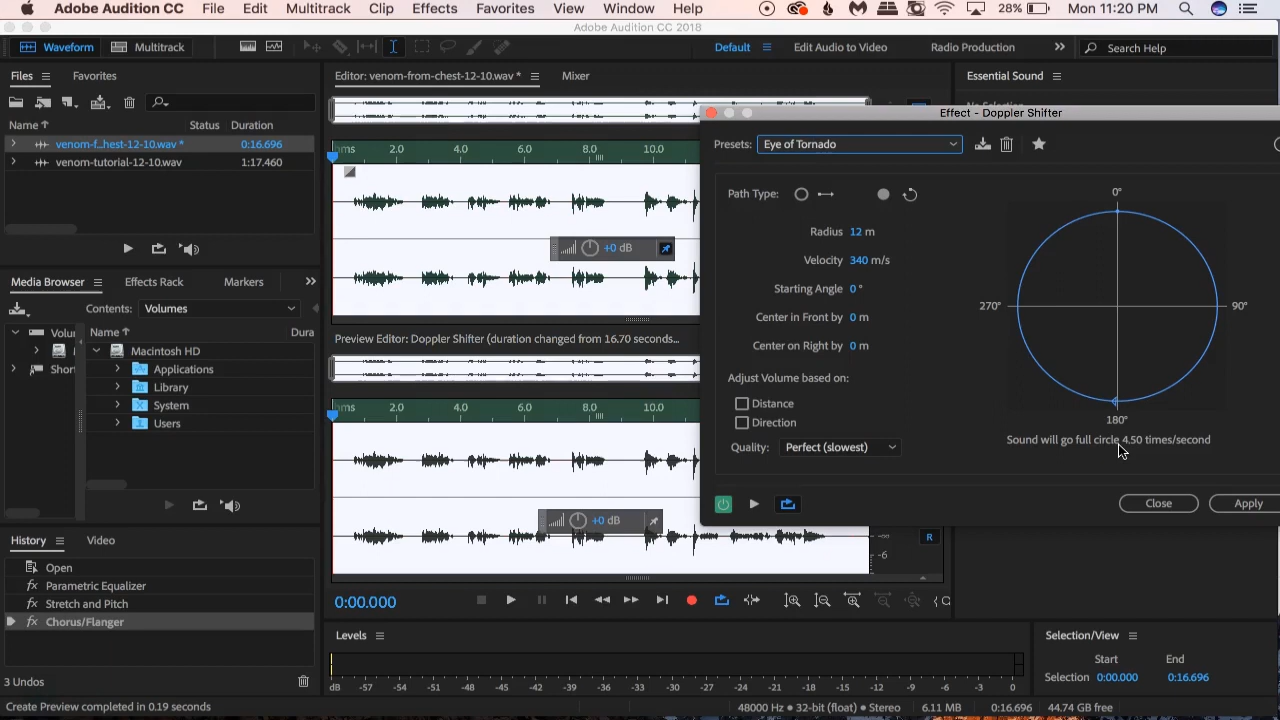 Adobe Audition CC File Edit Multitrack Clip Effects Favorites View Window Help 28% Mon 11:20 PM
Adobe Audition CC 2018
Waveform Multitrack Default Edit Audio to Video Radio Production Search Help
Files Favorites Editor: venom-from-chest-12-10.wav * Mixer Essential Sound
Effect - Doppler Shifter
Name Status Duration
venom-f...hest-12-10.wav * 0:16.696
venom-tutorial-12-10.wav 1:17.460
hms 2.0 4.0 6.0 8.0 10.0
+0 dB
Presets: Eye of Tornado
Path Type:
Radius 12 m
Velocity 340 m/s
Starting Angle 0 °
Center in Front by 0 m
Center on Right by 0 m
Adjust Volume based on:
Distance
Direction
Quality: Perfect (slowest)
0°
270° 90°
180°
Sound will go full circle 4.50 times/second
Close Apply
Media Browser Effects Rack Markers
Contents: Volumes
Name Dura
Volu Macintosh HD
Short Applications
Library
System
Users
Preview Editor: Doppler Shifter (duration changed from 16.70 seconds...
hms 2.0 4.0 6.0 8.0 10.0
+0 dB
R
-∞
-6
History Video
Open
fx Parametric Equalizer
fx Stretch and Pitch
fx Chorus/Flanger
3 Undos
0:00.000
Levels
dB -57 -54 -51 -48 -45 -42 -39 -36 -33 -30 -27 -24 -21 -18 -15 -12 -9 -6 -3 0
Selection/View
Start End
Selection 0:00.000 0:16.696
Create Preview completed in 0.19 seconds 48000 Hz • 32-bit (float) • Stereo 6.11 MB 0:16.696 44.74 GB free